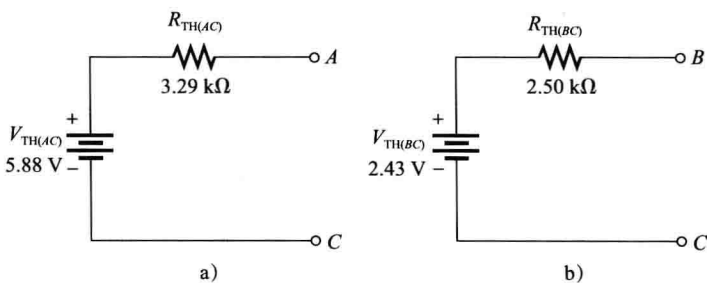 R_TH(AC)
3.29 kΩ
A
+
V_TH(AC)
5.88 V
–
C
a)
R_TH(BC)
2.50 kΩ
B
+
V_TH(BC)
2.43 V
–
C
b)